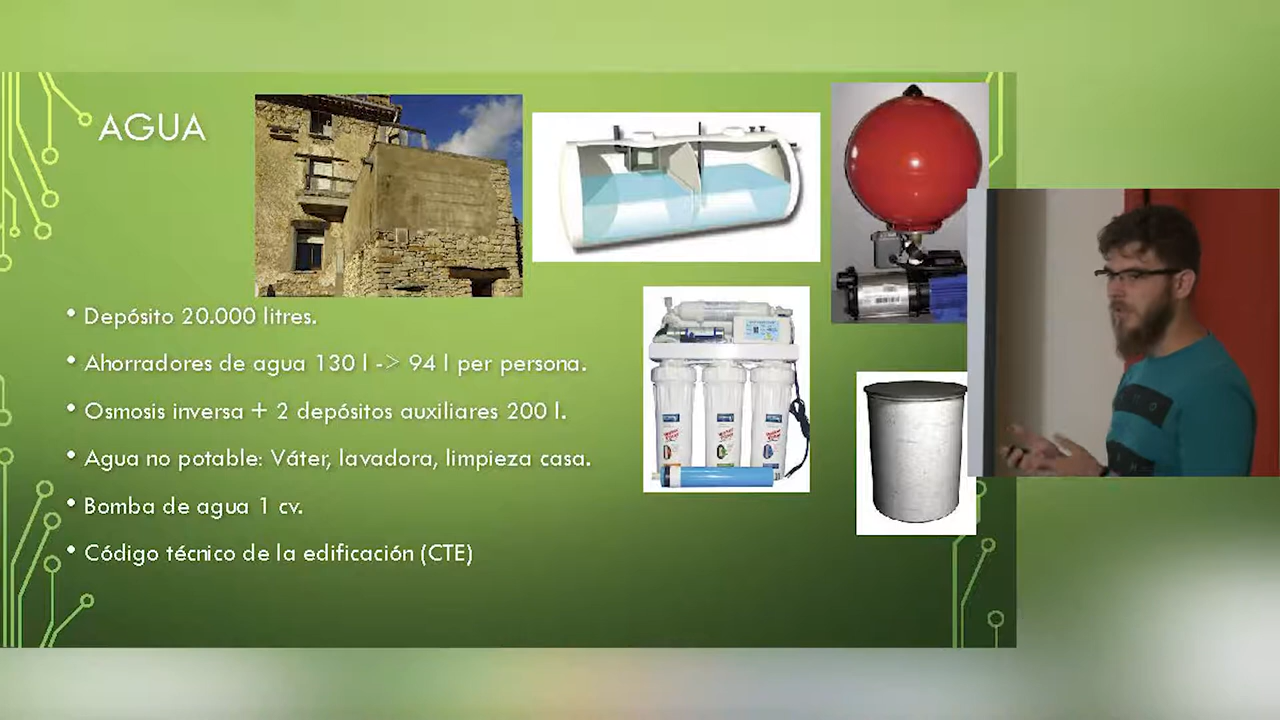 AGUA
• Depósito 20.000 litres.
• Ahorradores de agua 130 l -> 94 l per persona.
• Osmosis inversa + 2 depósitos auxiliares 200 l.
• Agua no potable: Váter, lavadora, limpieza casa.
• Bomba de agua 1 cv.
• Código técnico de la edificación (CTE)